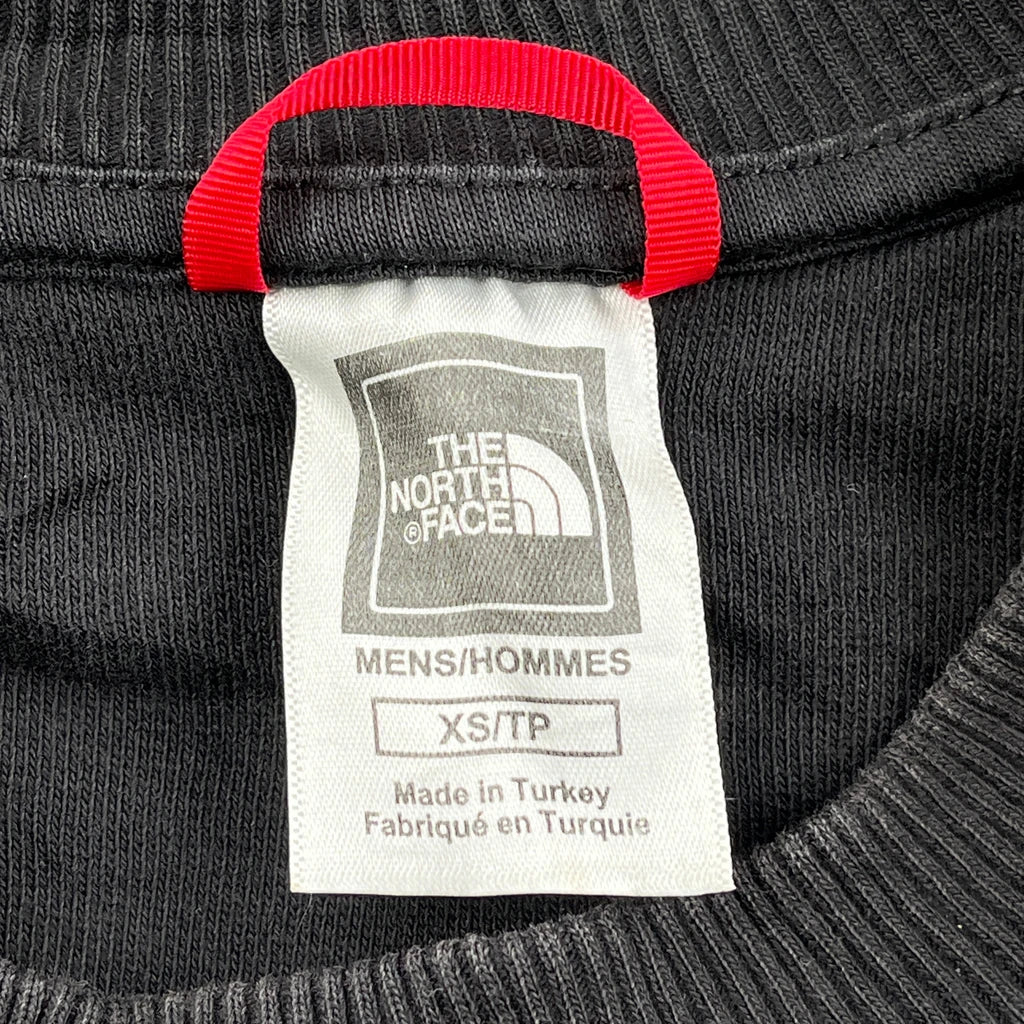 THE
NORTH
®FACE
MENS/HOMMES
XS/TP
Made in Turkey
Fabriqué en Turquie